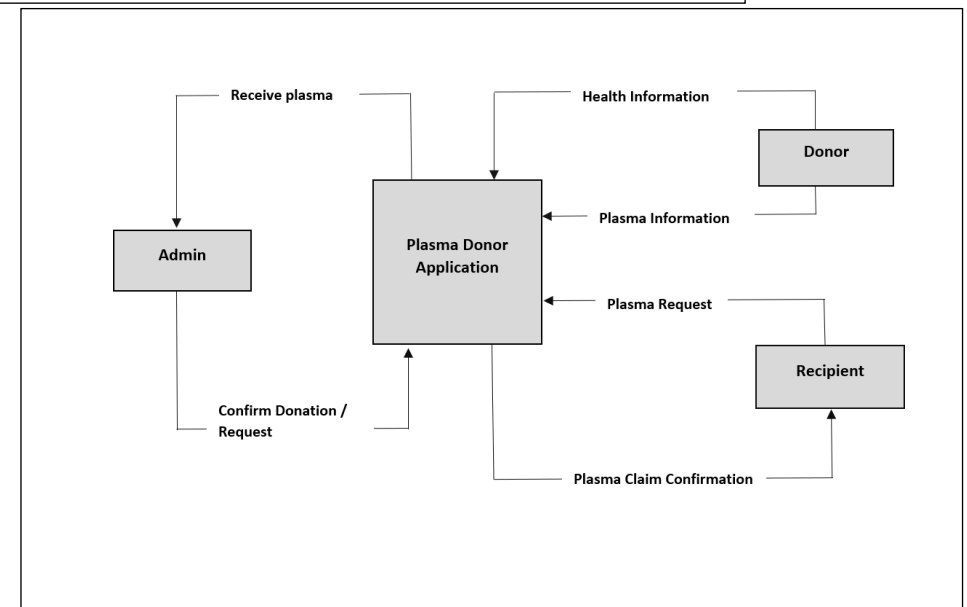 Receive plasma
Health Information
Donor
Plasma Information
Plasma Donor
Application
Admin
Plasma Request
Recipient
Confirm Donation /
Request
Plasma Claim Confirmation